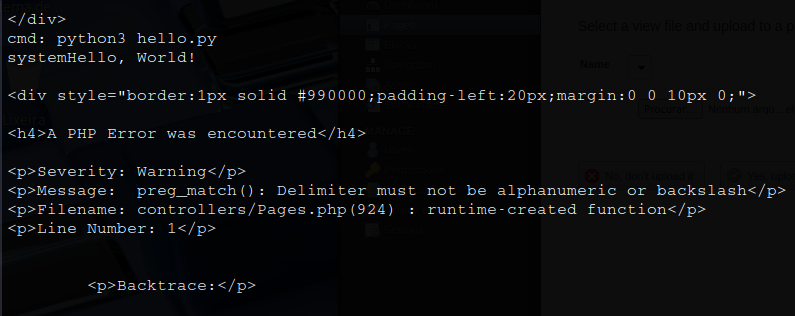 </div>
cmd: python3 hello.py
systemHello, World!
<div style="border:1px solid #990000;padding-left:20px;margin:0 0 10px 0;">
<h4>A PHP Error was encountered</h4>
<p>Severity: Warning</p>
<p>Message:  preg_match(): Delimiter must not be alphanumeric or backslash</p>
<p>Filename: controllers/Pages.php(924) : runtime-created function</p>
<p>Line Number: 1</p>
<p>Backtrace:</p>
Select a view file and upload to a p
Name